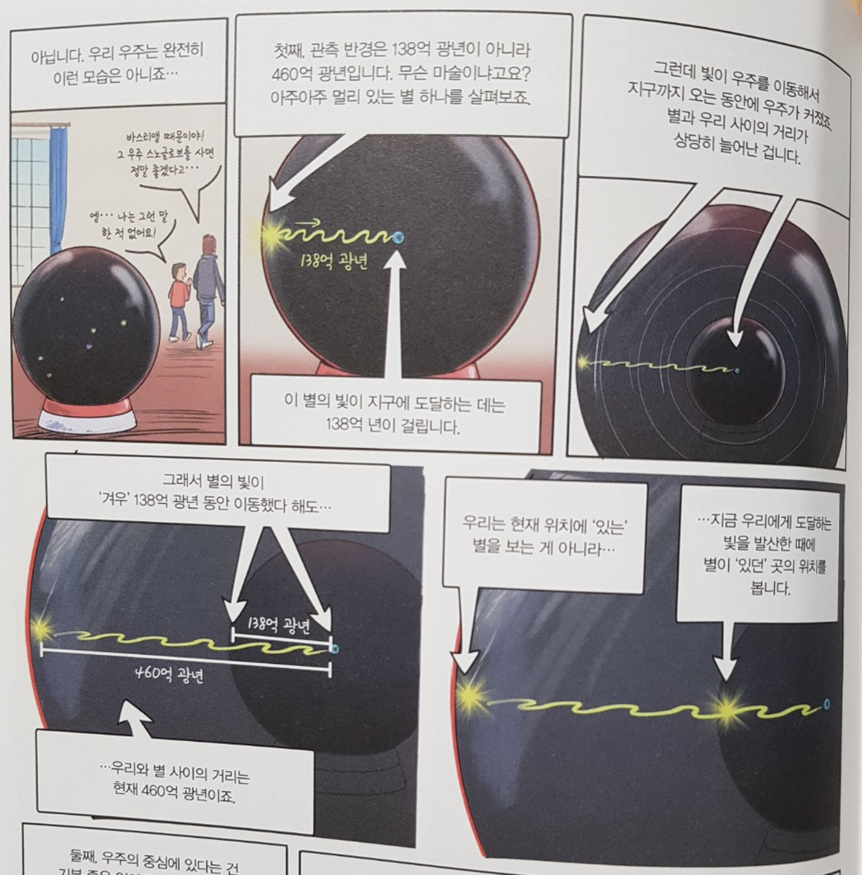 아닙니다. 우리 우주는 완전히
이런 모습은 아니죠…
바스리앵 때문이야!
그 우주 스노글로브를 사면
정말 좋겠다고…
엥… 나는 그런 말
한 적 없어요!
첫째, 관측 반경은 138억 광년이 아니라
460억 광년입니다. 무슨 마술이냐고요?
아주아주 멀리 있는 별 하나를 살펴보죠.
138억 광년
이 별의 빛이 지구에 도달하는 데는
138억 년이 걸립니다.
그런데 빛이 우주를 이동해서
지구까지 오는 동안에 우주가 커졌죠.
별과 우리 사이의 거리가
상당히 늘어난 겁니다.
그래서 별의 빛이
'겨우' 138억 광년 동안 이동했다 해도…
138억 광년
460억 광년
…우리와 별 사이의 거리는
현재 460억 광년이죠.
우리는 현재 위치에 '있는'
별을 보는 게 아니라…
…지금 우리에게 도달하는
빛을 발산한 때에
별이 '있던' 곳의 위치를
봅니다.
둘째, 우주의 중심에 있다는 건